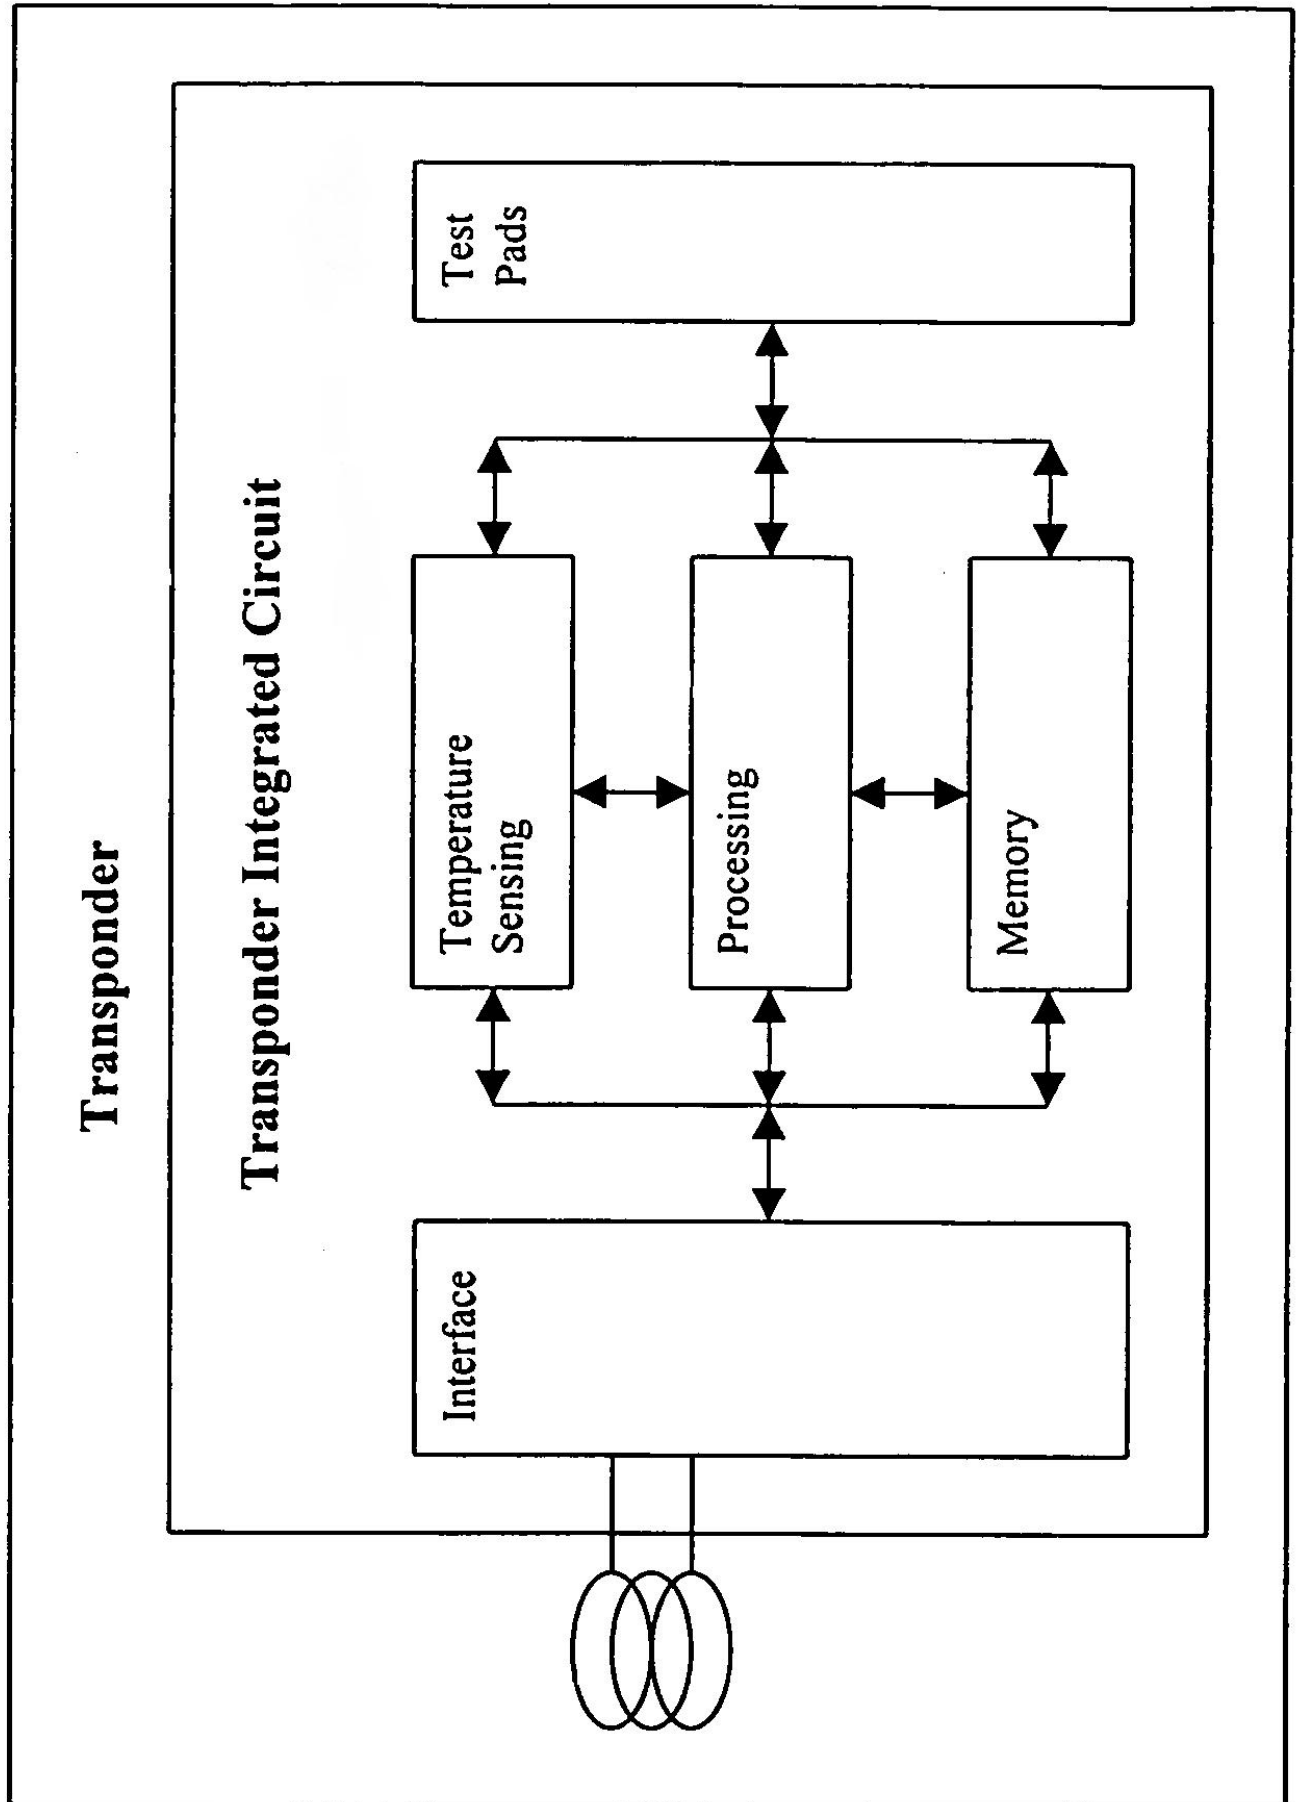 Transponder
Transponder Integrated Circuit
Interface
Temperature
Sensing
Processing
Memory
Test
Pads